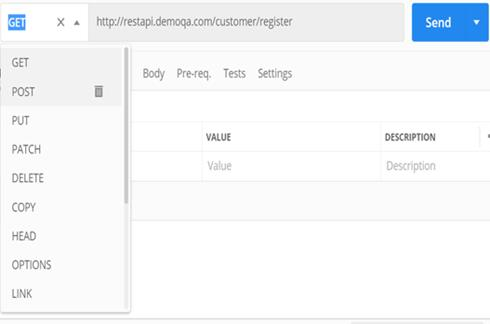 GET http://restapi.demoqa.com/customer/register Send
GET
Body Pre-req. Tests Settings
POST
PUT
VALUE DESCRIPTION
PATCH
Value Description
DELETE
COPY
HEAD
OPTIONS
LINK